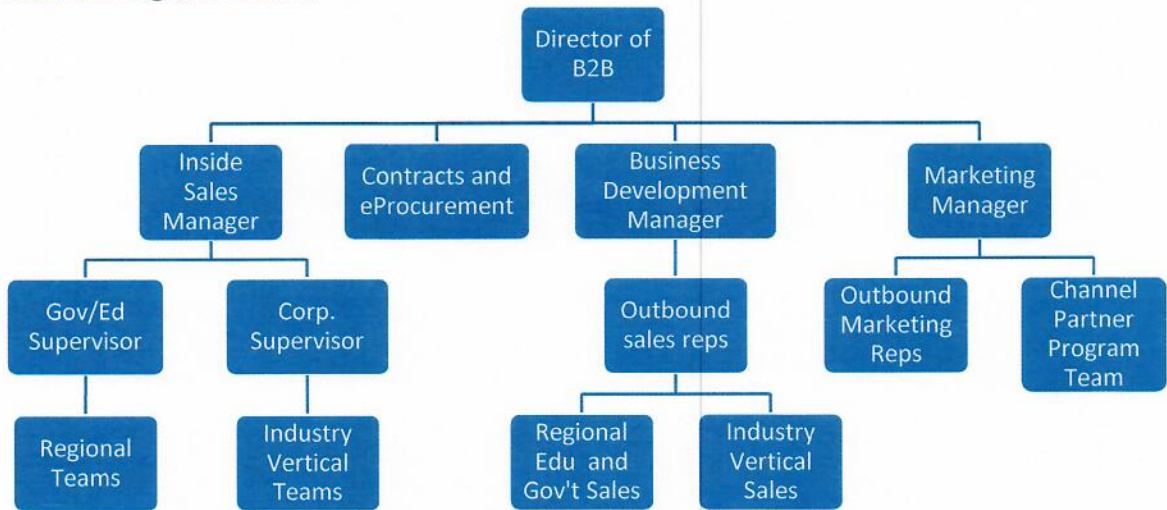 Director of
B2B
Inside
Sales
Manager
Contracts and
eProcurement
Business
Development
Manager
Marketing
Manager
Gov/Ed
Supervisor
Corp.
Supervisor
Outbound
sales reps
Outbound
Marketing
Reps
Channel
Partner
Program
Team
Regional
Teams
Industry
Vertical
Teams
Regional
Edu and
Gov't Sales
Industry
Vertical
Sales